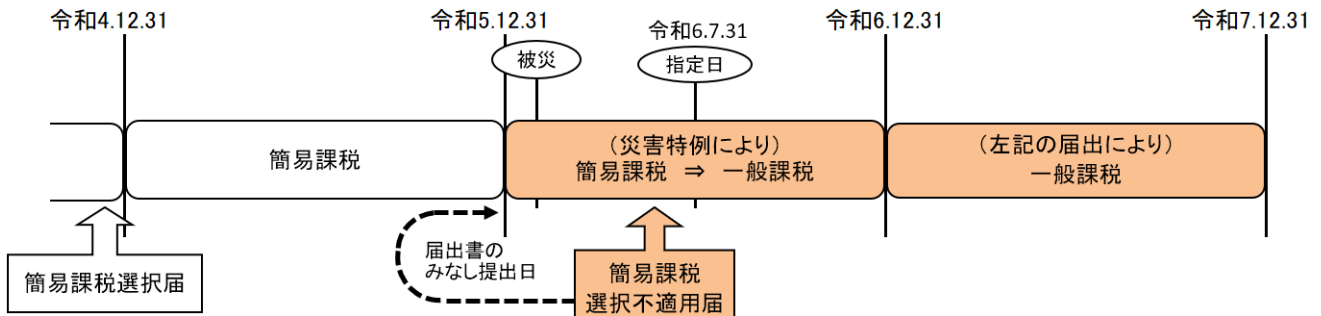 令和4.12.31
令和5.12.31
令和6.7.31
令和6.12.31
令和7.12.31
被災
指定日
簡易課税
(災害特例により)
簡易課税 ⇒ 一般課税
(左記の届出により)
一般課税
簡易課税選択届
届出書の
みなし提出日
簡易課税
選択不適用届